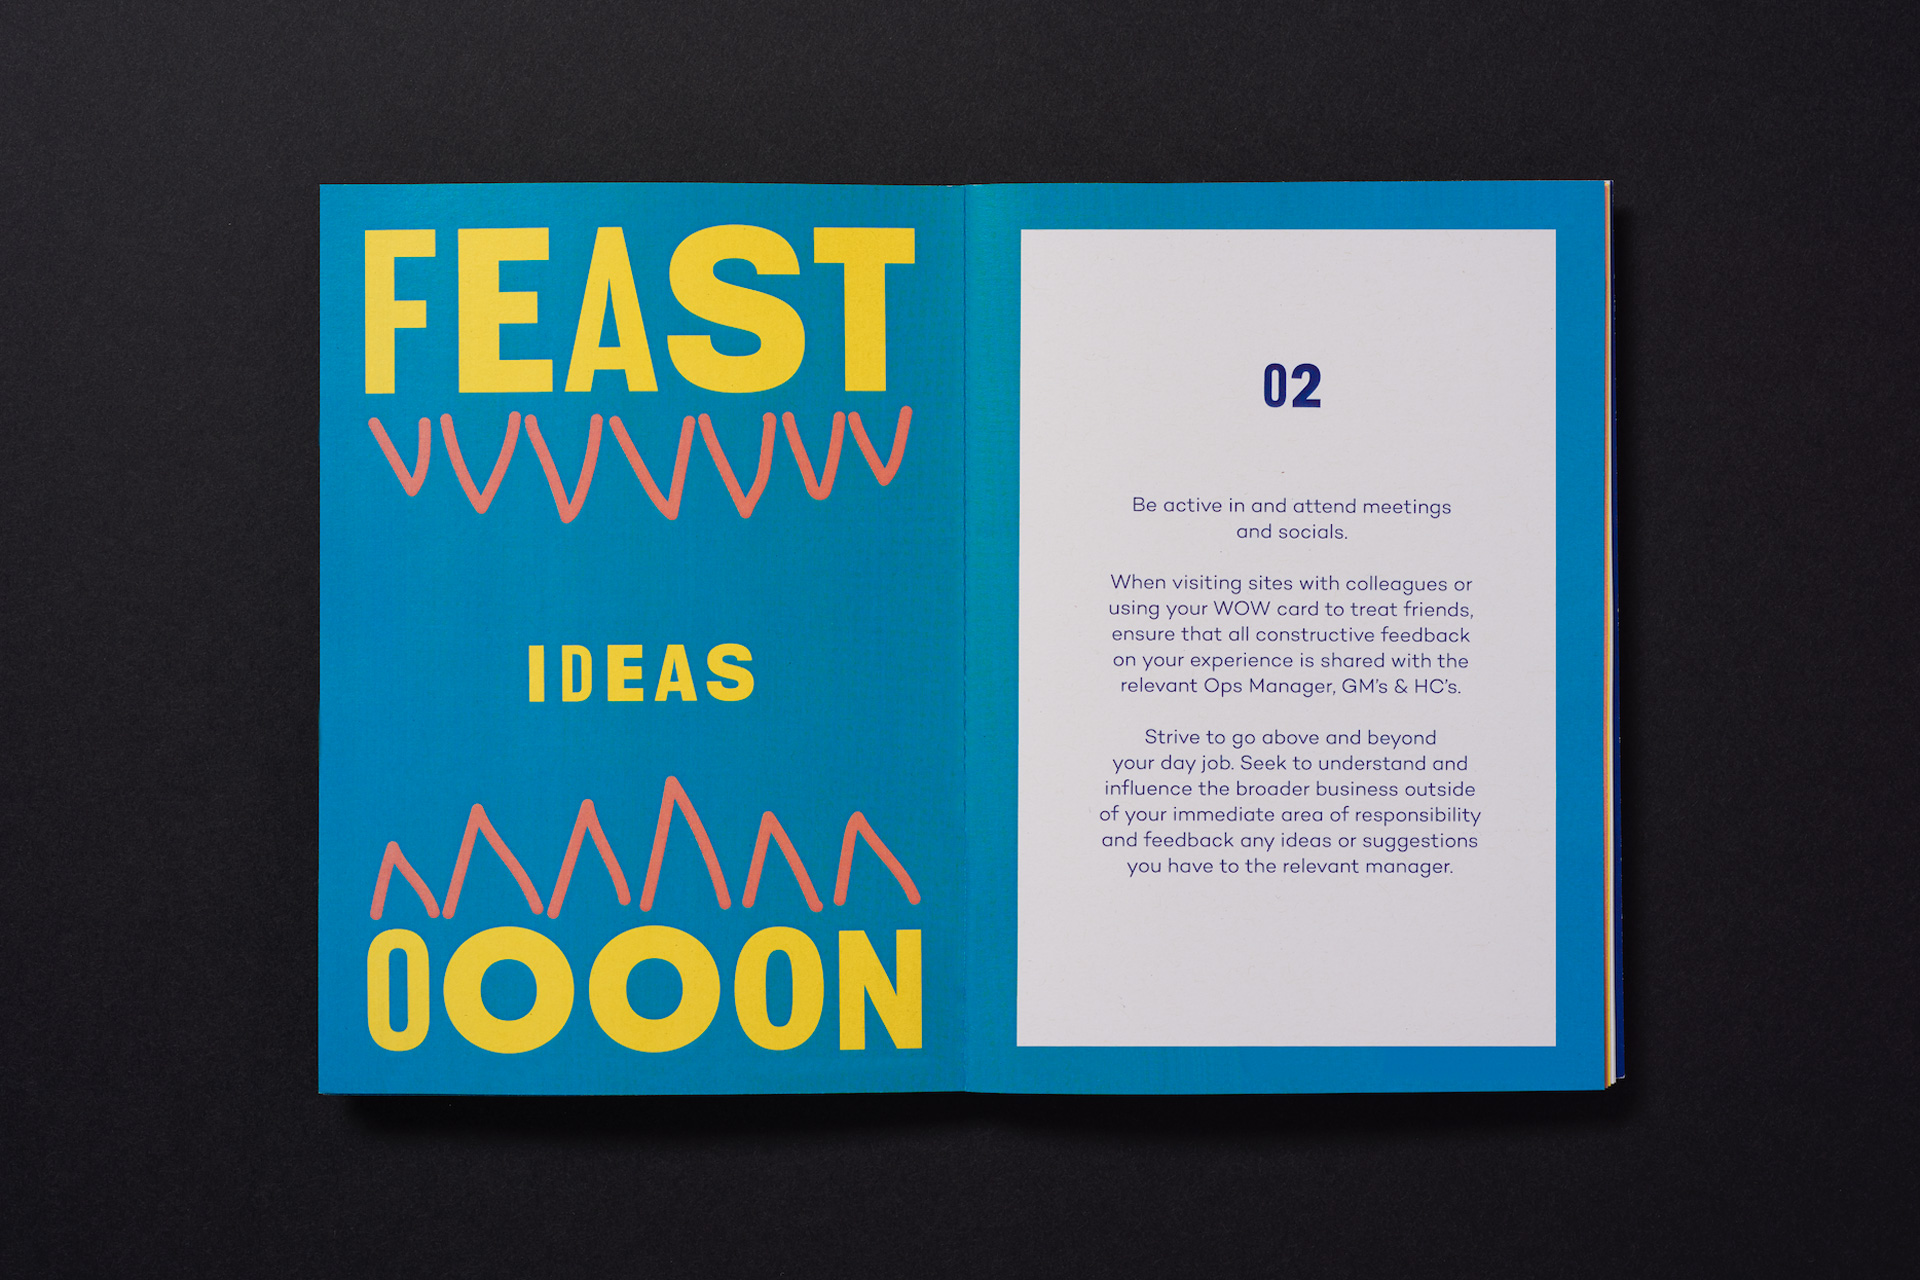 FEAST
IDEAS
OOOON
02
Be active in and attend meetings
and socials.
When visiting sites with colleagues or
using your WOW card to treat friends,
ensure that all constructive feedback
on your experience is shared with the
relevant Ops Manager, GM's & HC's.
Strive to go above and beyond
your day job. Seek to understand and
influence the broader business outside
of your immediate area of responsibility
and feedback any ideas or suggestions
you have to the relevant manager.